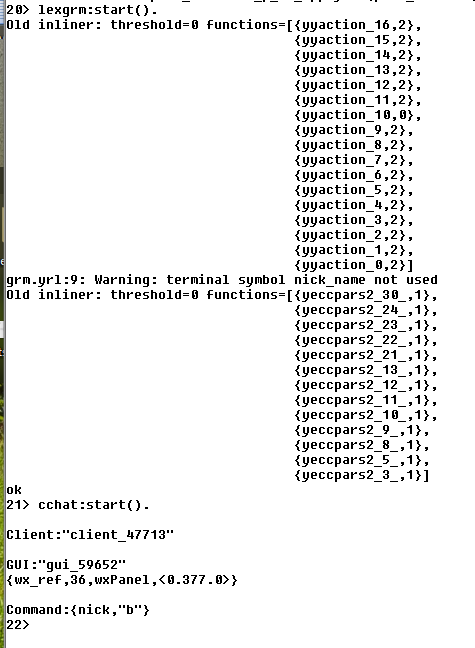 20> lexgrm:start().
Old inliner: threshold=0 functions=[{yyaction_16,2},
{yyaction_15,2},
{yyaction_14,2},
{yyaction_13,2},
{yyaction_12,2},
{yyaction_11,2},
{yyaction_10,0},
{yyaction_9,2},
{yyaction_8,2},
{yyaction_7,2},
{yyaction_6,2},
{yyaction_5,2},
{yyaction_4,2},
{yyaction_3,2},
{yyaction_2,2},
{yyaction_1,2},
{yyaction_0,2}]
grm.yrl:9: Warning: terminal symbol nick_name not used
Old inliner: threshold=0 functions=[{yeccpars2_30_,1},
{yeccpars2_24_,1},
{yeccpars2_23_,1},
{yeccpars2_22_,1},
{yeccpars2_21_,1},
{yeccpars2_13_,1},
{yeccpars2_12_,1},
{yeccpars2_11_,1},
{yeccpars2_10_,1},
{yeccpars2_9_,1},
{yeccpars2_8_,1},
{yeccpars2_5_,1},
{yeccpars2_3_,1}]
ok
21> cchat:start().
Client:"client_47713"
GUI:"gui_59652"
{wx_ref,36,wxPanel,<0.377.0>}
Command:{nick,"b"}
22>